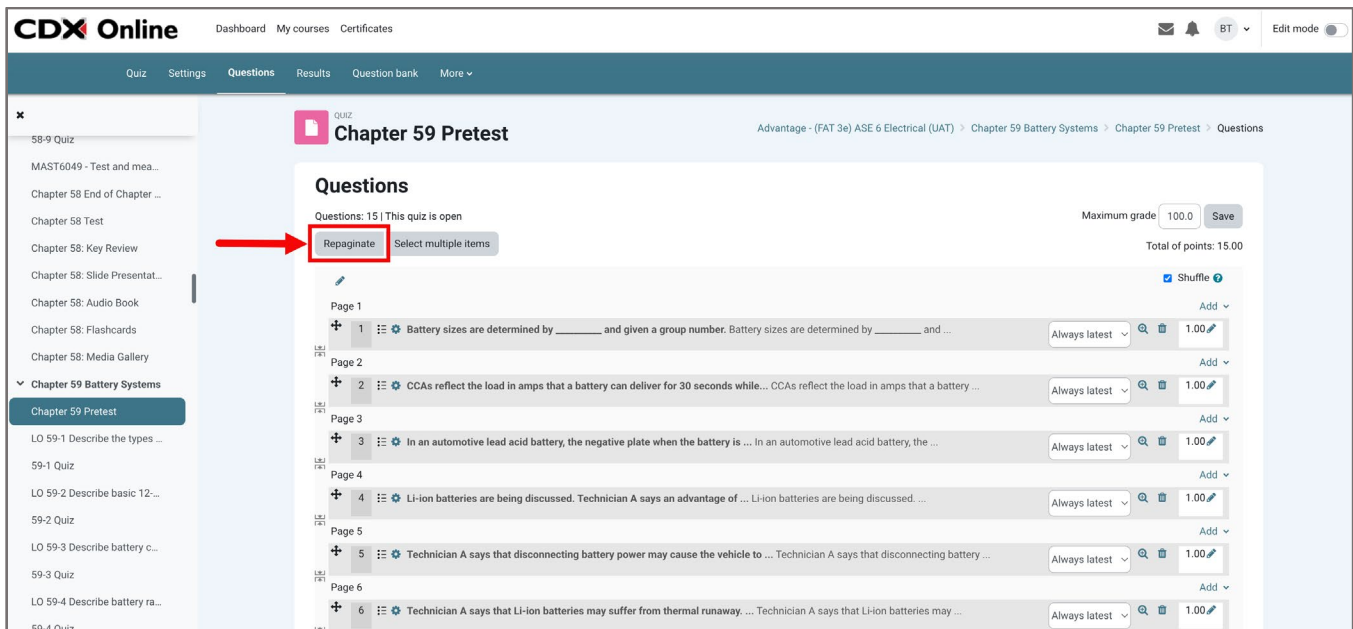 CDX Online
Dashboard My courses Certificates
BT
Edit mode
Quiz Settings Questions Results Question bank More
58-9 Quiz
MAST6049 - Test and mea...
Chapter 58 End of Chapter ...
Chapter 58 Test
Chapter 58: Key Review
Chapter 58: Slide Presentat...
Chapter 58: Audio Book
Chapter 58: Flashcards
Chapter 58: Media Gallery
Chapter 59 Battery Systems
Chapter 59 Pretest
LO 59-1 Describe the types ...
59-1 Quiz
LO 59-2 Describe basic 12-...
59-2 Quiz
LO 59-3 Describe battery c...
59-3 Quiz
LO 59-4 Describe battery ra...
59-4 Quiz
QUIZ
Chapter 59 Pretest
Advantage - (FAT 3e) ASE 6 Electrical (UAT) > Chapter 59 Battery Systems > Chapter 59 Pretest > Questions
Questions
Questions: 15 | This quiz is open
Maximum grade 100.0 Save
Repaginate Select multiple items
Total of points: 15.00
Shuffle
Page 1 Add
1 Battery sizes are determined by _________ and given a group number. Battery sizes are determined by _________ and ... Always latest 1.00
Page 2 Add
2 CCAs reflect the load in amps that a battery can deliver for 30 seconds while... CCAs reflect the load in amps that a battery ... Always latest 1.00
Page 3 Add
3 In an automotive lead acid battery, the negative plate when the battery is ... In an automotive lead acid battery, the ... Always latest 1.00
Page 4 Add
4 Li-ion batteries are being discussed. Technician A says an advantage of ... Li-ion batteries are being discussed. ... Always latest 1.00
Page 5 Add
5 Technician A says that disconnecting battery power may cause the vehicle to ... Technician A says that disconnecting battery ... Always latest 1.00
Page 6 Add
6 Technician A says that Li-ion batteries may suffer from thermal runaway. ... Technician A says that Li-ion batteries may ... Always latest 1.00